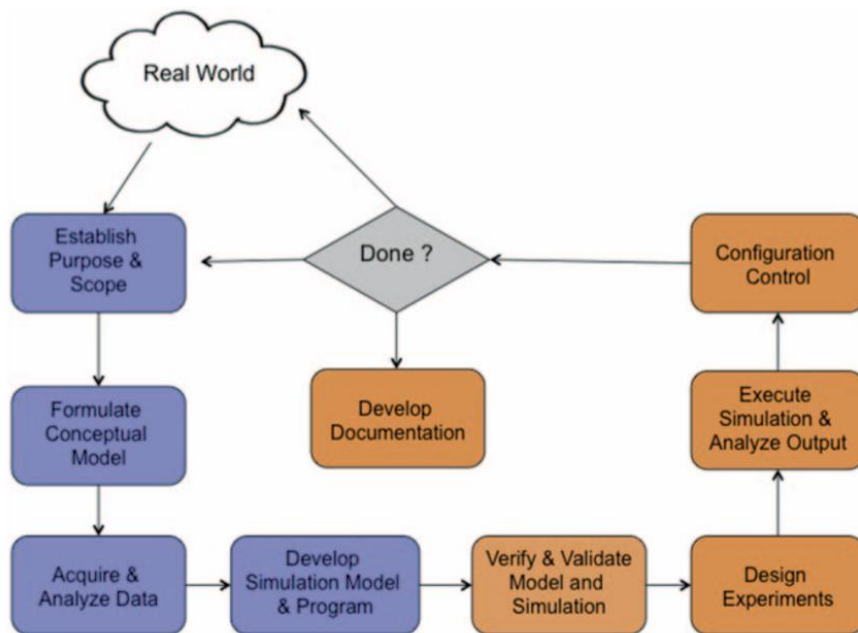 Real World
Establish
Purpose &
Scope
Done ?
Configuration
Control
Formulate
Conceptual
Model
Develop
Documentation
Execute
Simulation &
Analyze Output
Acquire &
Analyze Data
Develop
Simulation Model
& Program
Verify & Validate
Model and
Simulation
Design
Experiments